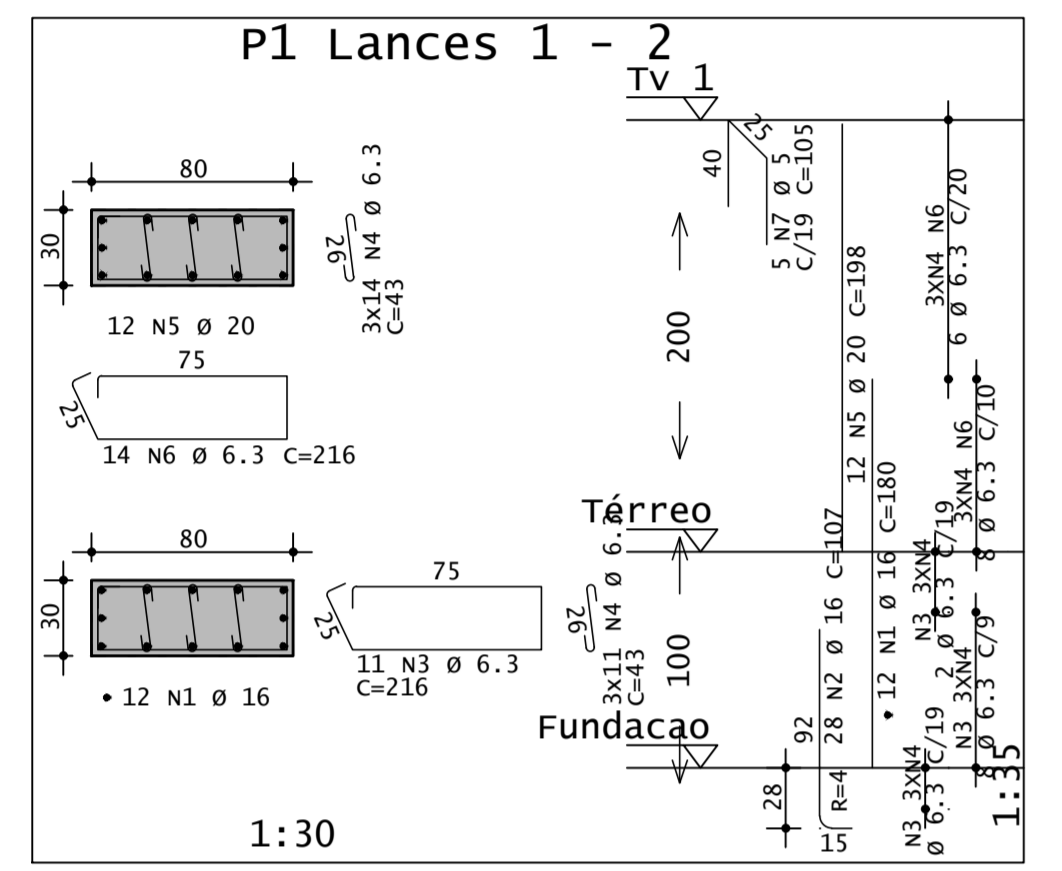 P1 Lances 1 - 2
Tv 1
80
30
12 N5 Ø 20
26
3x14 N4 Ø 6.3
C=43
75
25
14 N6 Ø 6.3 C=216
80
30
12 N1 Ø 16
75
25
11 N3 Ø 6.3
C=216
26
3x11 N4 Ø 6.3
C=43
1:30
40
25
5 N7 Ø 5
C/19 C=105
200
12 N5 Ø 20 C=198
3XN4 N6
6 Ø 6.3 C/20
3XN4 N6
8 Ø 6.3 C/10
Térreo
100
28 N2 Ø 16 C=107
12 N1 Ø 16 C=180
N3 3XN4
2 Ø 6.3 C/19
N3 3XN4
8 Ø 6.3 C/9
Fundacao
92
28
R=4
15
N3 3XN4
Ø 6.3 C/19
1:35